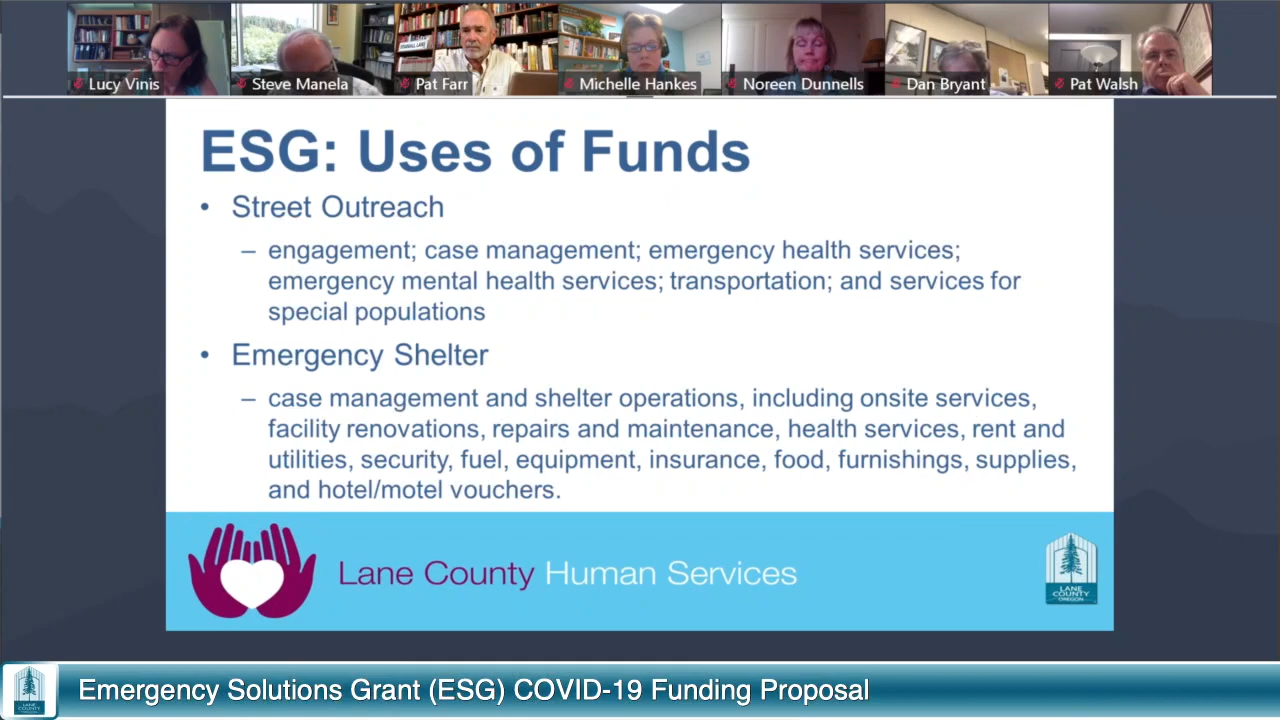 Lucy Vinis
Steve Manela
Pat Farr
Michelle Hankes
Noreen Dunnells
Dan Bryant
Pat Walsh
ESG: Uses of Funds
• Street Outreach
– engagement; case management; emergency health services;
emergency mental health services; transportation; and services for
special populations
• Emergency Shelter
– case management and shelter operations, including onsite services,
facility renovations, repairs and maintenance, health services, rent and
utilities, security, fuel, equipment, insurance, food, furnishings, supplies,
and hotel/motel vouchers.
Lane County Human Services
LANE
COUNTY
OREGON
Emergency Solutions Grant (ESG) COVID-19 Funding Proposal